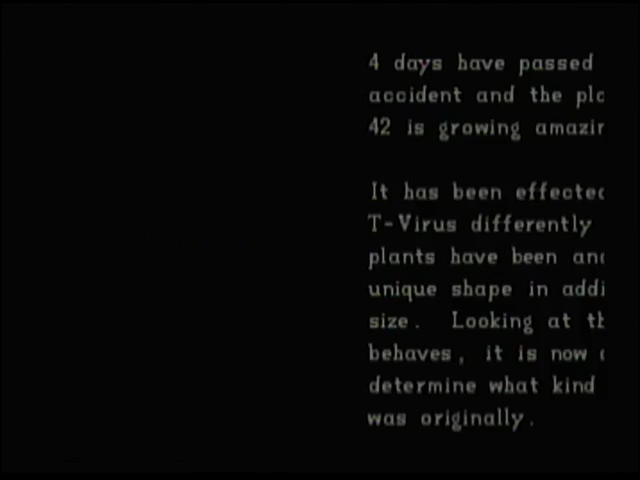 4 days have passed
accident and the
42 is growing

It has been
T-Virus differently
plants have been
unique shape in
size. Looking at
behaves, it is now
determine what kind
was originally.